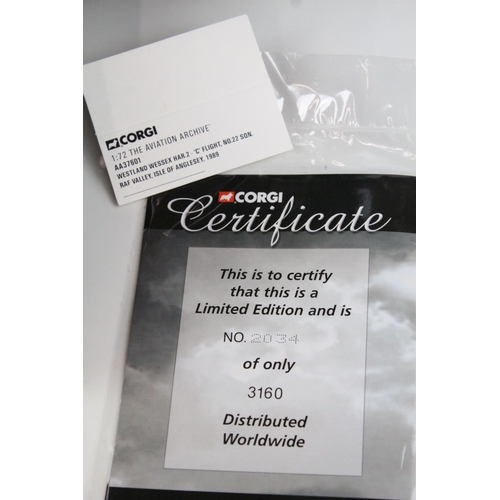 CORGI
1:72 THE AVIATION ARCHIVE™
AA37601
WESTLAND WESSEX HAR.2 - 'C' FLIGHT, NO.22 SQN.
RAF VALLEY, ISLE OF ANGLESEY, 1989
CORGI
Certificate
This is to certify
that this is a
Limited Edition and is
NO. 2034
of only
3160
Distributed
Worldwide